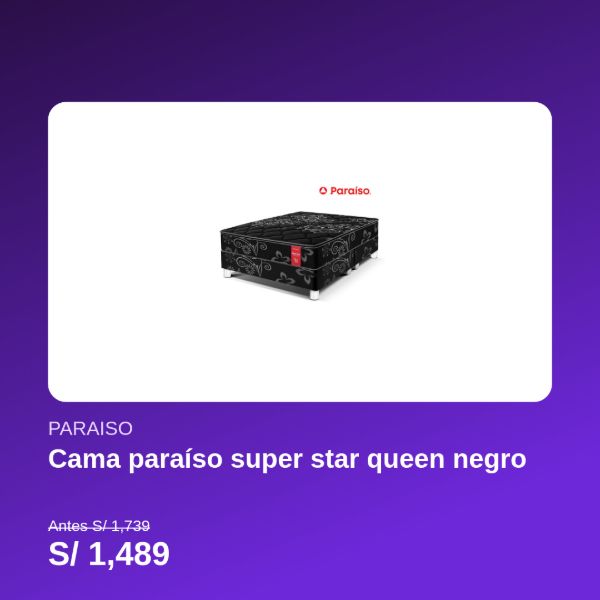 Paraíso.
PARAISO
Cama paraíso super star queen negro
Antes S/ 1,739
S/ 1,489